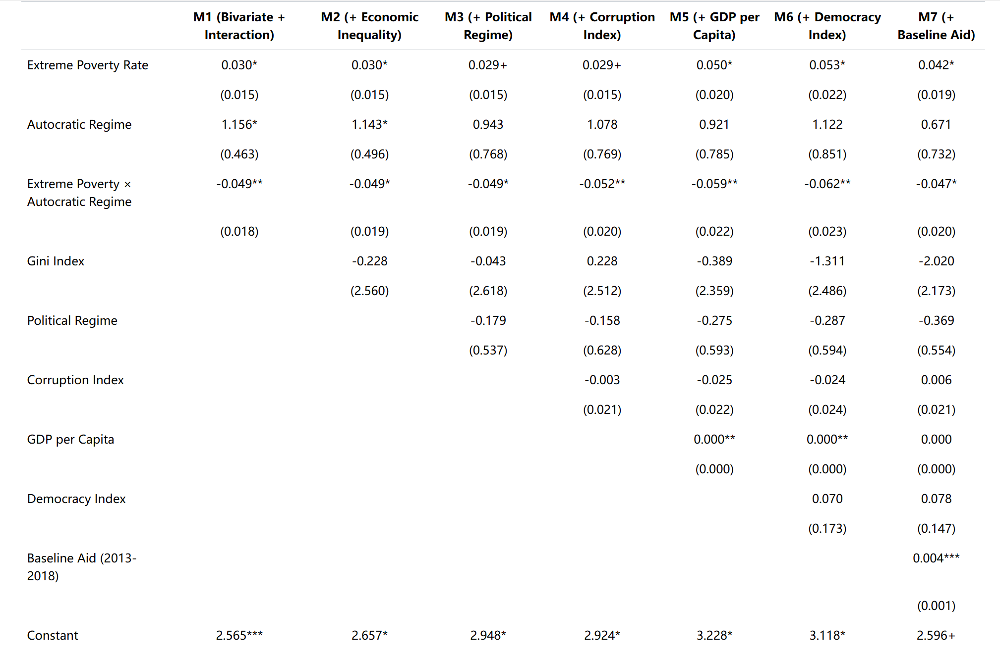 M1 (Bivariate + Interaction) M2 (+ Economic Inequality) M3 (+ Political Regime) M4 (+ Corruption Index) M5 (+ GDP per Capita) M6 (+ Democracy Index) M7 (+ Baseline Aid)
Extreme Poverty Rate 0.030* 0.030* 0.029+ 0.029+ 0.050* 0.053* 0.042*
(0.015) (0.015) (0.015) (0.015) (0.020) (0.022) (0.019)
Autocratic Regime 1.156* 1.143* 0.943 1.078 0.921 1.122 0.671
(0.463) (0.496) (0.768) (0.769) (0.785) (0.851) (0.732)
Extreme Poverty × Autocratic Regime -0.049** -0.049* -0.049* -0.052** -0.059** -0.062** -0.047*
(0.018) (0.019) (0.019) (0.020) (0.022) (0.023) (0.020)
Gini Index -0.228 -0.043 0.228 -0.389 -1.311 -2.020
(2.560) (2.618) (2.512) (2.359) (2.486) (2.173)
Political Regime -0.179 -0.158 -0.275 -0.287 -0.369
(0.537) (0.628) (0.593) (0.594) (0.554)
Corruption Index -0.003 -0.025 -0.024 0.006
(0.021) (0.022) (0.024) (0.021)
GDP per Capita 0.000** 0.000** 0.000
(0.000) (0.000) (0.000)
Democracy Index 0.070 0.078
(0.173) (0.147)
Baseline Aid (2013-2018) 0.004***
(0.001)
Constant 2.565*** 2.657* 2.948* 2.924* 3.228* 3.118* 2.596+